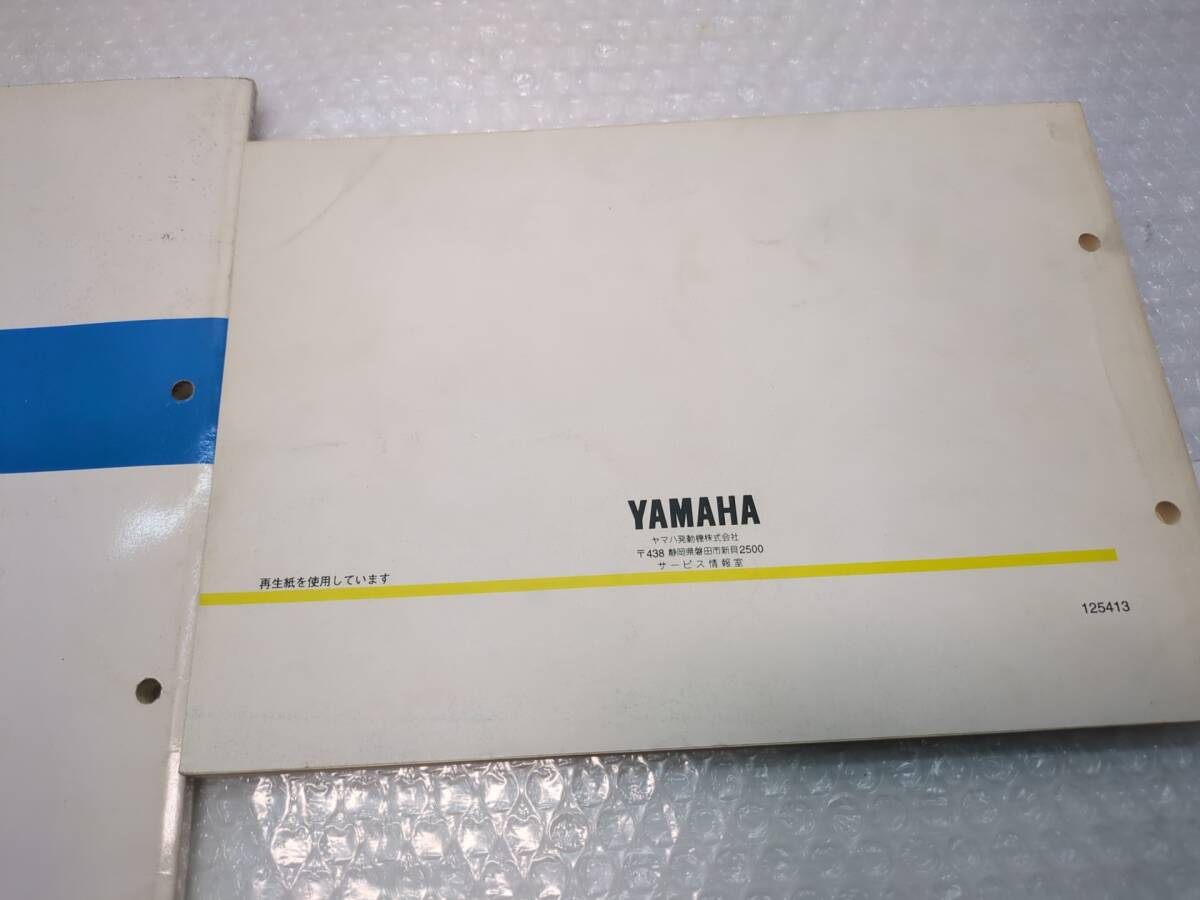 YAMAHA
ヤマハ発動機株式会社
〒438 静岡県磐田市新貝2500
サービス情報室
再生紙を使用しています
125413